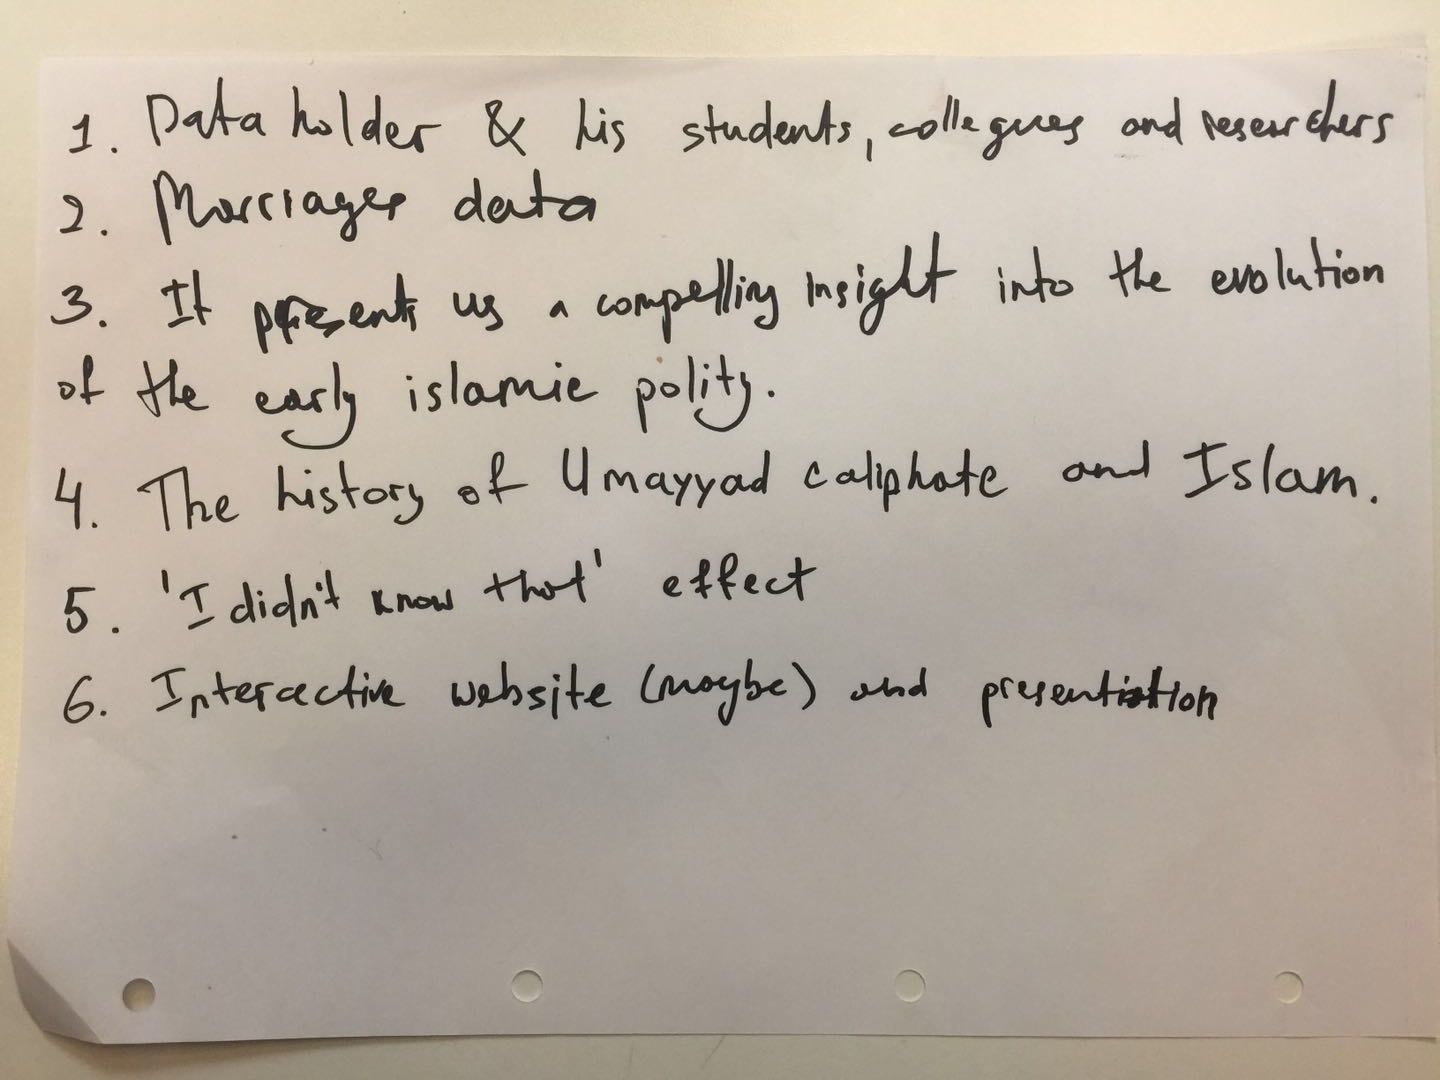 1. Data holder & his students, collegues and researchers
2. Marriages data
3. It presents us a compelling insight into the evolution
of the early islamic polity.
4. The history of Umayyad caliphate and Islam.
5. 'I didn't know that' effect
6. Interactive website (maybe) and presentation